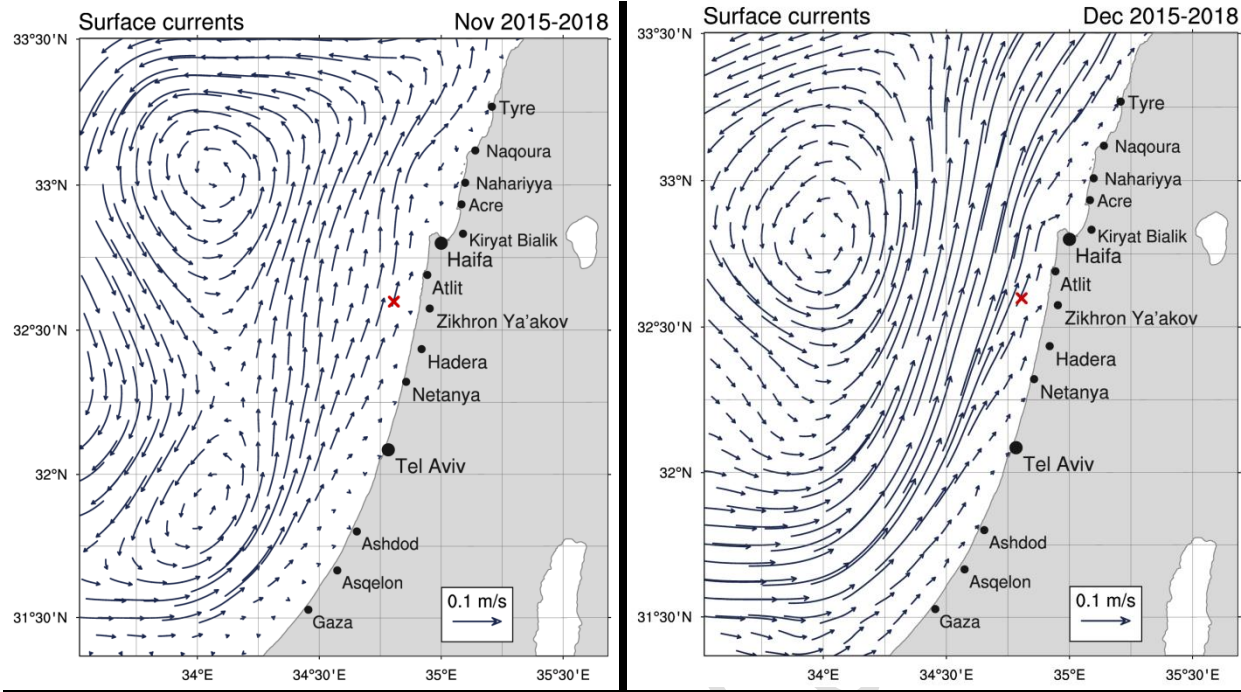 Surface currents Nov 2015-2018
33°30'N
33°N
32°30'N
32°N
31°30'N
Tyre
Naqoura
Nahariyya
Acre
Kiryat Bialik
Haifa
Atlit
Zikhron Ya'akov
Hadera
Netanya
Tel Aviv
Ashdod
Asqelon
Gaza
0.1 m/s
34°E
34°30'E
35°E
35°30'E
Surface currents Dec 2015-2018
33°30'N
33°N
32°30'N
32°N
31°30'N
Tyre
Naqoura
Nahariyya
Acre
Kiryat Bialik
Haifa
Atlit
Zikhron Ya'akov
Hadera
Netanya
Tel Aviv
Ashdod
Asqelon
Gaza
0.1 m/s
34°E
34°30'E
35°E
35°30'E